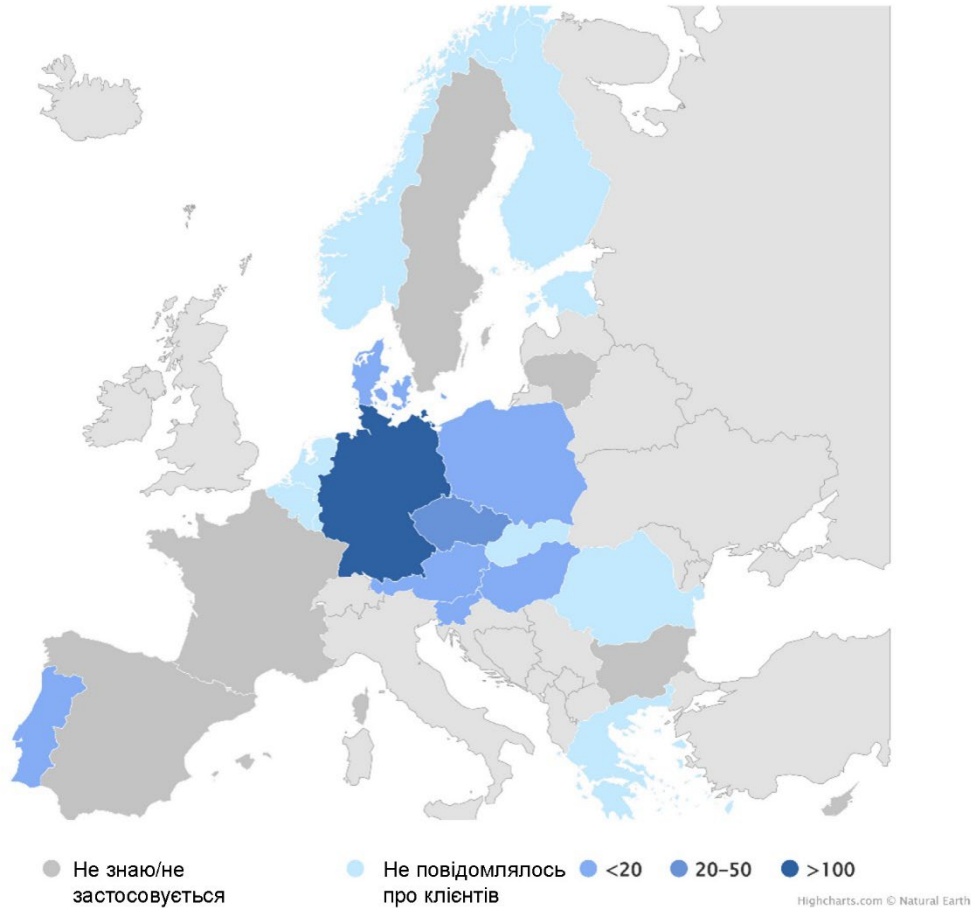 Не знаю/не
застосовується
Не повідомлялось
про клієнтів
<20
20–50
>100
Highcharts.com © Natural Earth